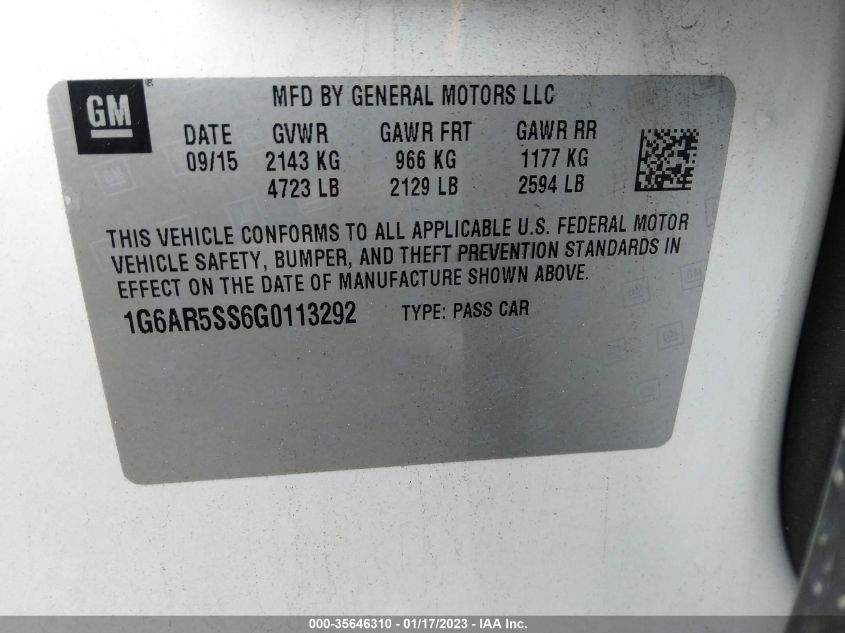 GM
MFD BY GENERAL MOTORS LLC
DATE GVWR GAWR FRT GAWR RR
09/15 2143 KG 966 KG 1177 KG
4723 LB 2129 LB 2594 LB
THIS VEHICLE CONFORMS TO ALL APPLICABLE U.S. FEDERAL MOTOR
VEHICLE SAFETY, BUMPER, AND THEFT PREVENTION STANDARDS IN
EFFECT ON THE DATE OF MANUFACTURE SHOWN ABOVE.
1G6AR5SS6G0113292 TYPE: PASS CAR
000-35646310 - 01/17/2023 - IAA Inc.